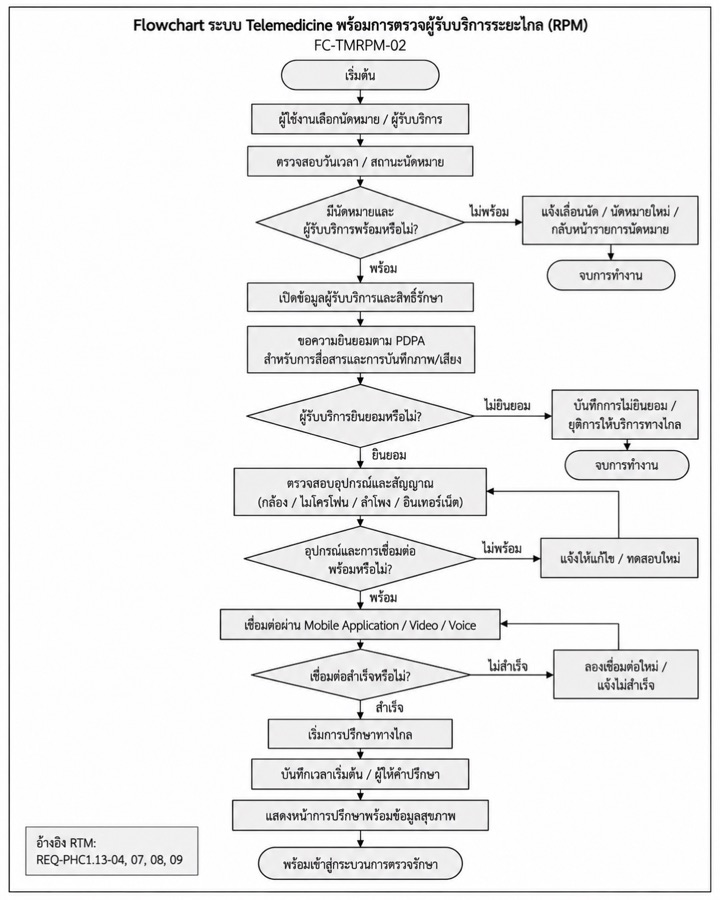 Flowchart ระบบ Telemedicine พร้อมการตรวจผู้รับบริการระยะไกล (RPM)
FC-TMRPM-02
เริ่มต้น
ผู้ใช้งานเลือกนัดหมาย / ผู้รับบริการ
ตรวจสอบวันเวลา / สถานะนัดหมาย
มีนัดหมายและ
ผู้รับบริการพร้อมหรือไม่?
ไม่พร้อม
แจ้งเลื่อนนัด / นัดหมายใหม่ /
กลับหน้ารายการนัดหมาย
จบการทำงาน
พร้อม
เปิดข้อมูลผู้รับบริการและสิทธิ์รักษา
ขอความยินยอมตาม PDPA
สำหรับการสื่อสารและการบันทึกภาพ/เสียง
ผู้รับบริการยินยอมหรือไม่?
ไม่ยินยอม
บันทึกการไม่ยินยอม /
ยุติการให้บริการทางไกล
จบการทำงาน
ยินยอม
ตรวจสอบอุปกรณ์และสัญญาณ
(กล้อง / ไมโครโฟน / ลำโพง / อินเทอร์เน็ต)
อุปกรณ์และการเชื่อมต่อ
พร้อมหรือไม่?
ไม่พร้อม
แจ้งให้แก้ไข / ทดสอบใหม่
พร้อม
เชื่อมต่อผ่าน Mobile Application / Video / Voice
เชื่อมต่อสำเร็จหรือไม่?
ไม่สำเร็จ
ลองเชื่อมต่อใหม่ /
แจ้งไม่สำเร็จ
สำเร็จ
เริ่มการปรึกษาทางไกล
บันทึกเวลาเริ่มต้น / ผู้ให้คำปรึกษา
แสดงหน้าการปรึกษาพร้อมข้อมูลสุขภาพ
พร้อมเข้าสู่กระบวนการตรวจรักษา
อ้างอิง RTM:
REQ-PHC1.13-04, 07, 08, 09